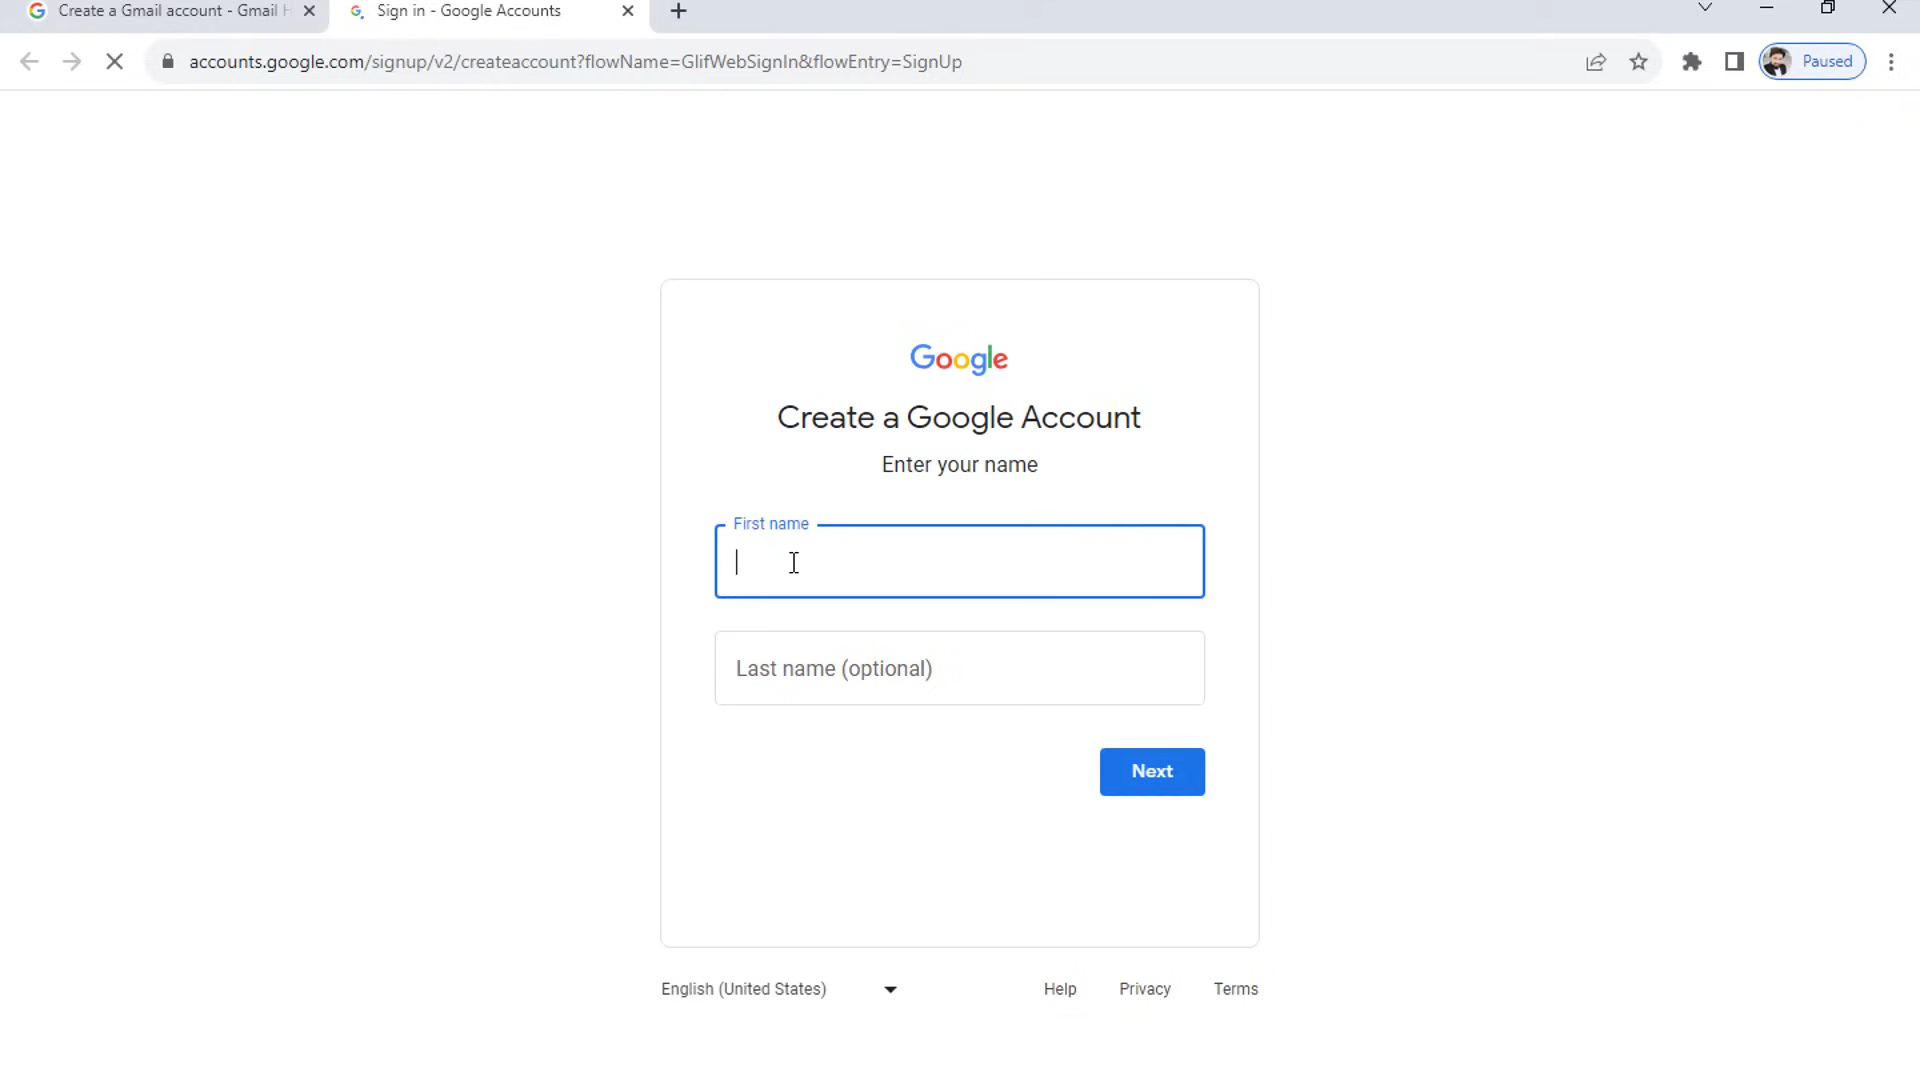 Create a Gmail account - Gmail H
Sign in - Google Accounts
accounts.google.com/signup/v2/createaccount?flowName=GlifWebSignIn&flowEntry=SignUp
Paused
Google
Create a Google Account
Enter your name
First name
Last name (optional)
Next
English (United States)
Help
Privacy
Terms